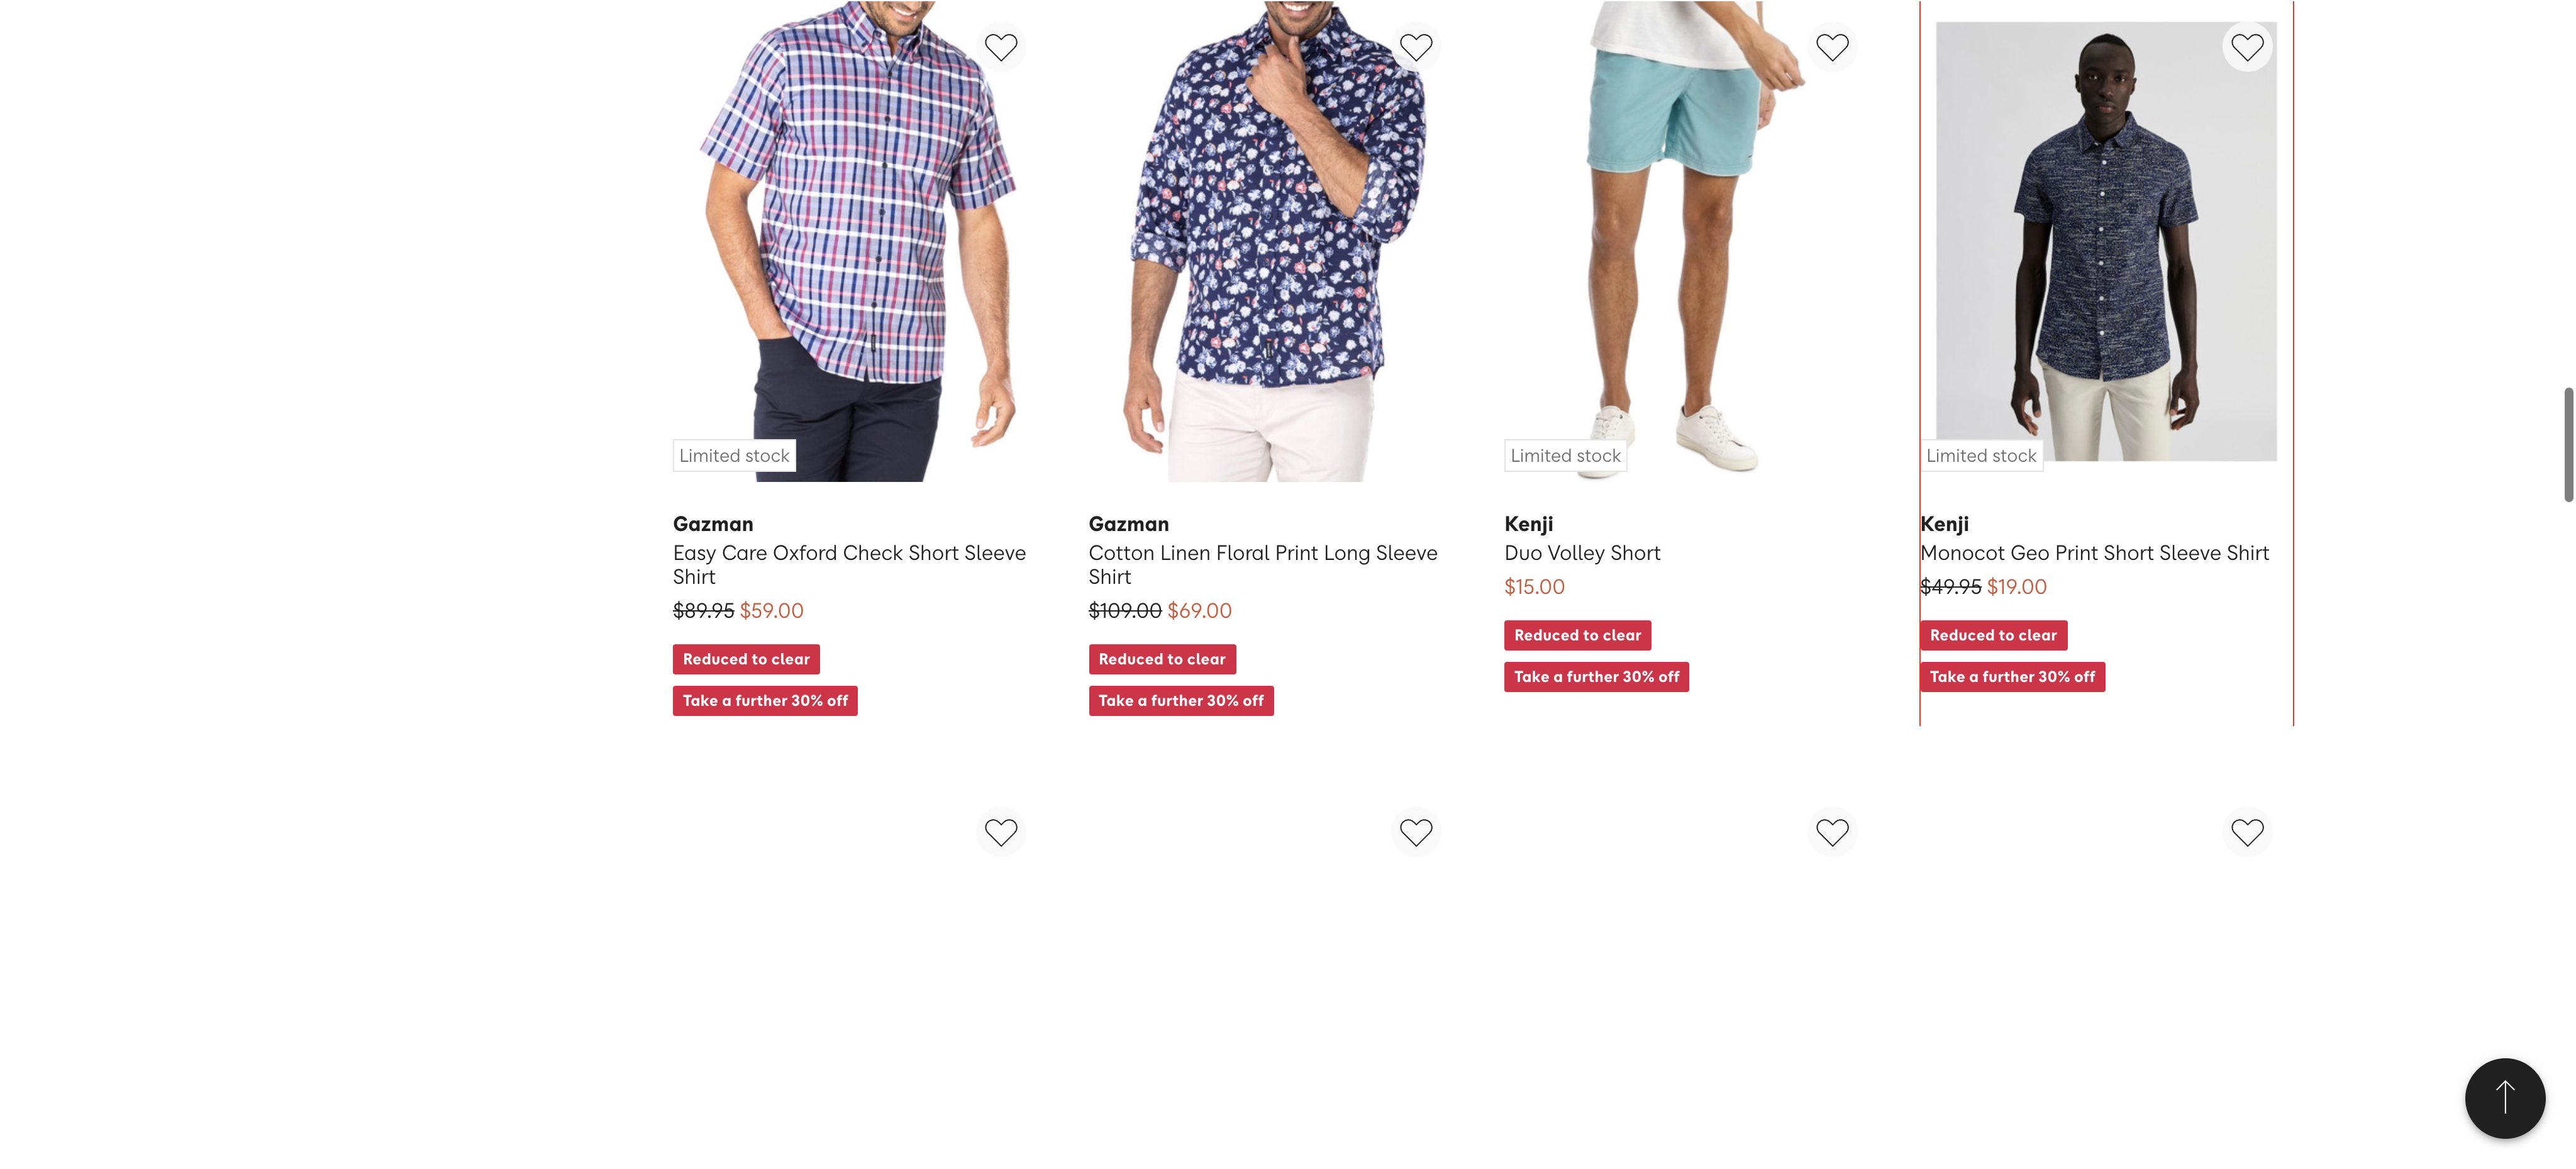 Limited stock
Gazman
Easy Care Oxford Check Short Sleeve
Shirt
$89.95 $59.00
Reduced to clear
Take a further 30% off
Gazman
Cotton Linen Floral Print Long Sleeve
Shirt
$109.00 $69.00
Reduced to clear
Take a further 30% off
Limited stock
Kenji
Duo Volley Short
$15.00
Reduced to clear
Take a further 30% off
Limited stock
Kenji
Monocot Geo Print Short Sleeve Shirt
$49.95 $19.00
Reduced to clear
Take a further 30% off